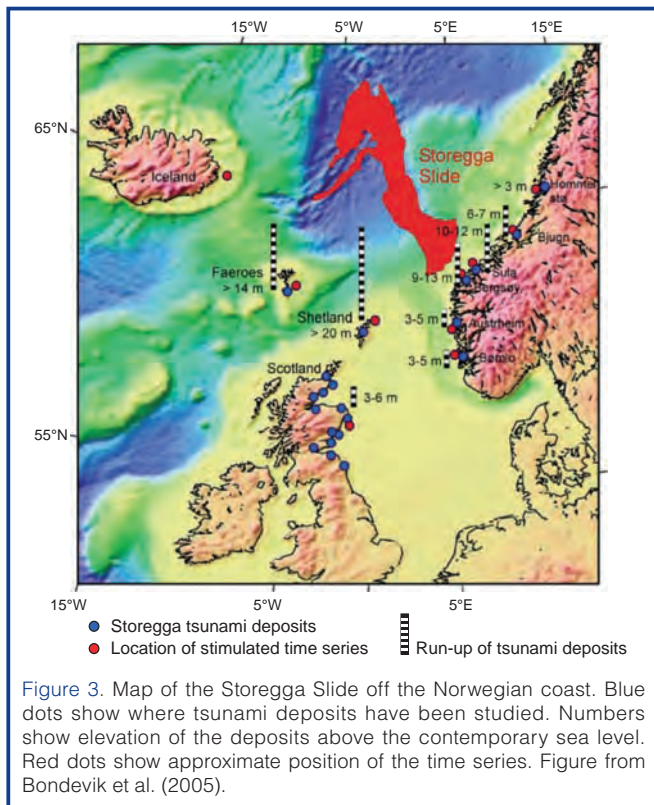 15°W 5°W 5°W 15°E
65°N
Iceland
Storegga
Slide
> 3 m
6-7 m
Bjugn
10-12 m
Sula
9-13 m
Bergsøy
Faeroes
> 14 m
Shetland
> 20 m
3-5 m
Austrheim
3-5 m
Bømlo
Scotland
3-6 m
55°N
15°W 5°W 5°E
Storegga tsunami deposits
Location of stimulated time series
Run-up of tsunami deposits
Figure 3. Map of the Storegga Slide off the Norwegian coast. Blue
dots show where tsunami deposits have been studied. Numbers
show elevation of the deposits above the contemporary sea level.
Red dots show approximate position of the time series. Figure from
Bondevik et al. (2005).